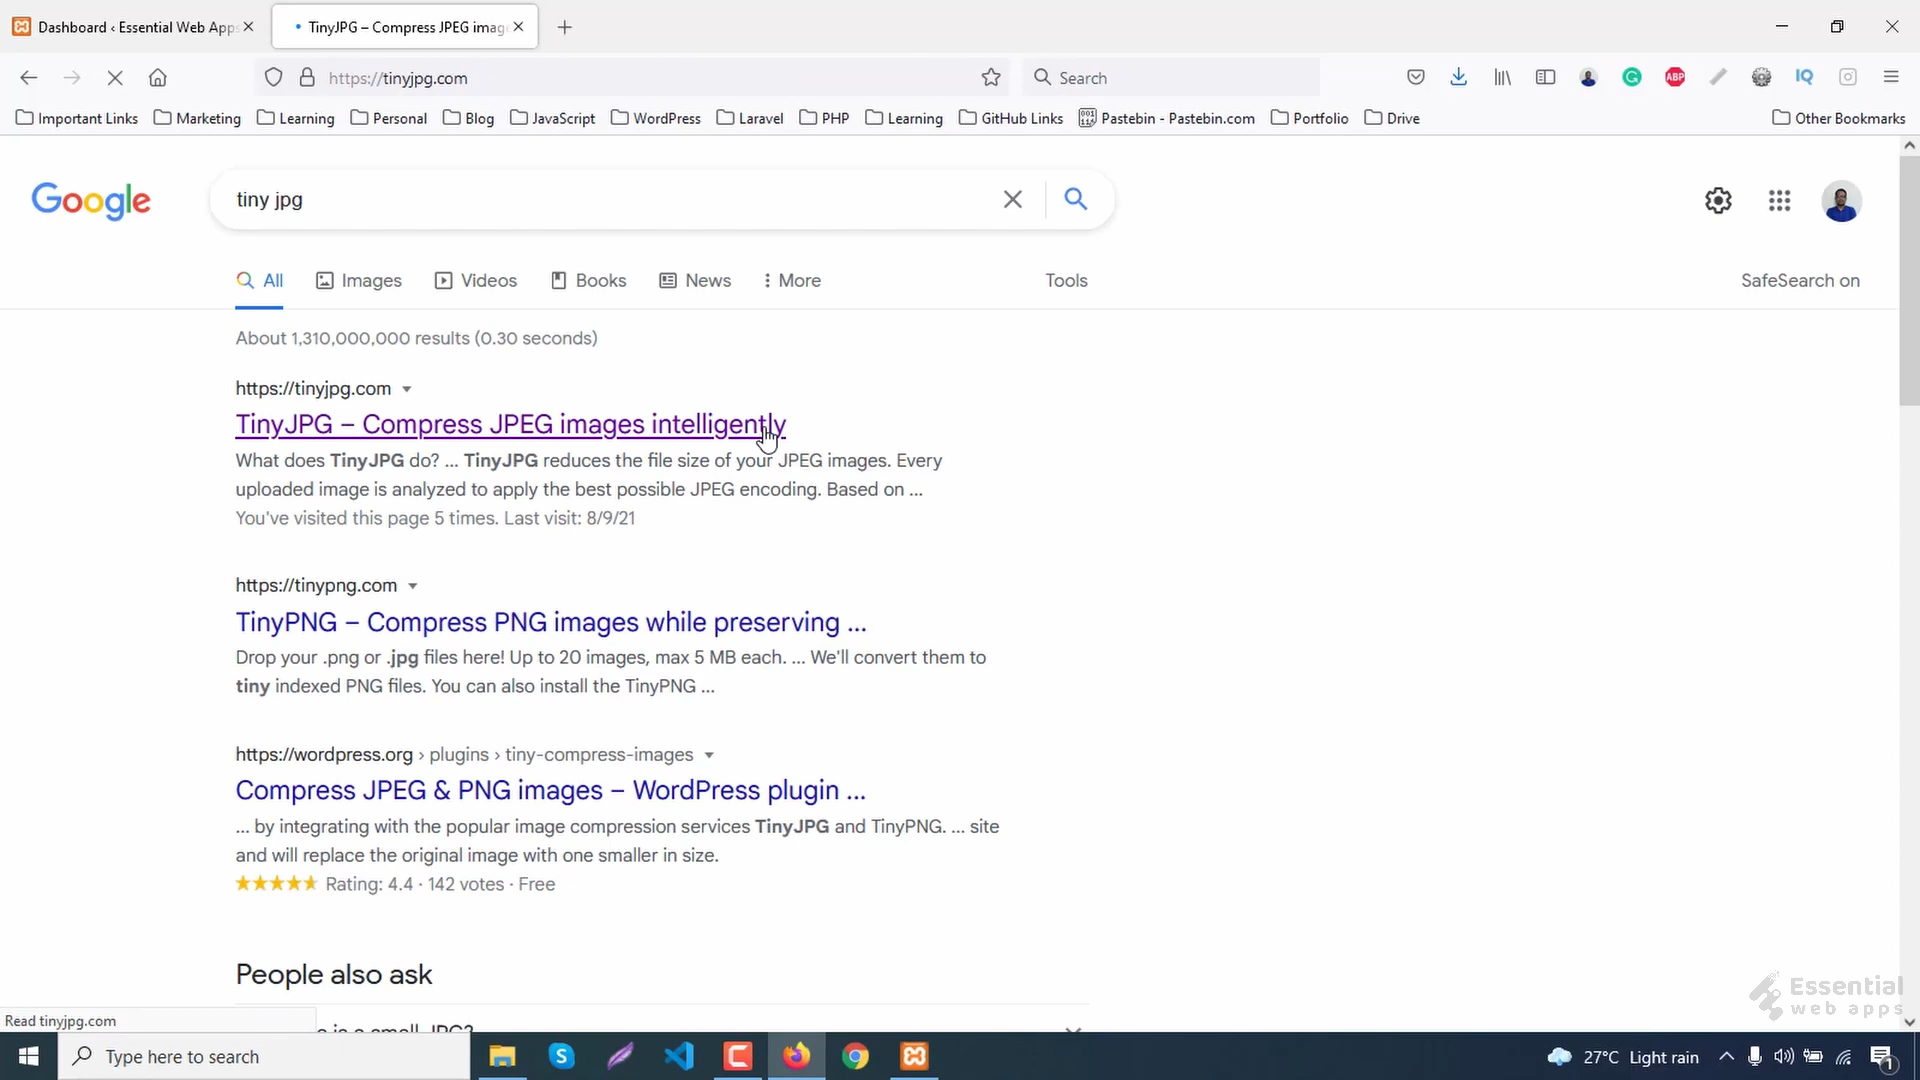 Dashboard ‹ Essential Web Apps
TinyJPG – Compress JPEG imag
https://tinyjpg.com
Search
ABP
IQ
Important Links
Marketing
Learning
Personal
Blog
JavaScript
WordPress
Laravel
PHP
Learning
GitHub Links
Pastebin - Pastebin.com
Portfolio
Drive
Other Bookmarks
Google
tiny jpg
All
Images
Videos
Books
News
More
Tools
SafeSearch on
About 1,310,000,000 results (0.30 seconds)
https://tinyjpg.com
TinyJPG – Compress JPEG images intelligently
What does TinyJPG do? ... TinyJPG reduces the file size of your JPEG images. Every
uploaded image is analyzed to apply the best possible JPEG encoding. Based on ...
You've visited this page 5 times. Last visit: 8/9/21
https://tinypng.com
TinyPNG – Compress PNG images while preserving ...
Drop your .png or .jpg files here! Up to 20 images, max 5 MB each. ... We'll convert them to
tiny indexed PNG files. You can also install the TinyPNG ...
https://wordpress.org › plugins › tiny-compress-images
Compress JPEG & PNG images – WordPress plugin ...
... by integrating with the popular image compression services TinyJPG and TinyPNG. ... site
and will replace the original image with one smaller in size.
Rating: 4.4 · 142 votes · Free
People also ask
is a small JPG?
Essential
web apps
Read tinyjpg.com
Type here to search
27°C Light rain
1